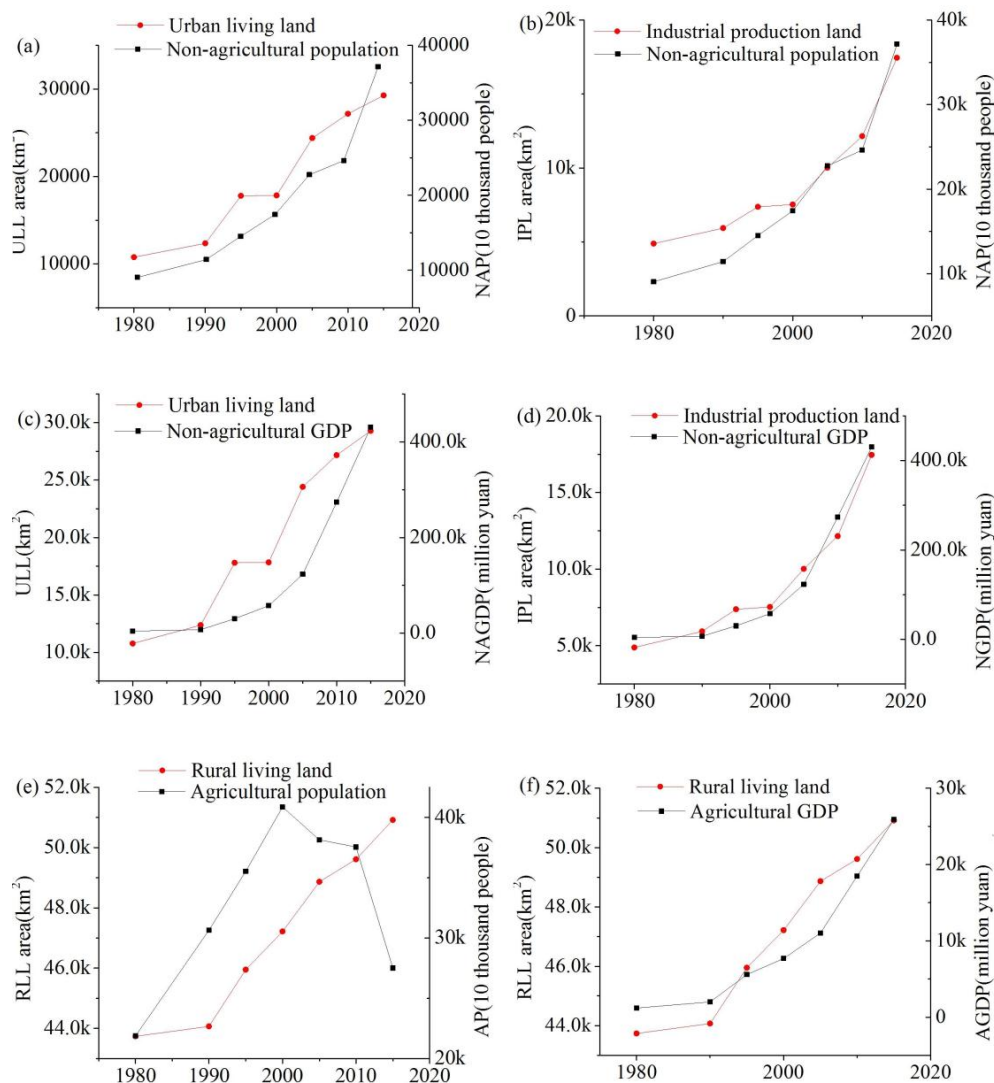 (a)
Urban living land
Non-agricultural population
ULL area(km⁻)
30000
20000
10000
40000
30000
20000
10000
NAP(10 thousand people)
1980 1990 2000 2010 2020
(b)
Industrial production land
Non-agricultural population
IPL area(km²)
20k
10k
0
40k
30k
20k
10k
NAP(10 thousand people)
1980 2000 2020
(c)
Urban living land
Non-agricultural GDP
ULL(km²)
30.0k
25.0k
20.0k
15.0k
10.0k
400.0k
200.0k
0.0
NAGDP(million yuan)
1980 1990 2000 2010 2020
(d)
Industrial production land
Non-agricultural GDP
IPL area(km²)
20.0k
15.0k
10.0k
5.0k
400.0k
200.0k
0.0
NGDP(million yuan)
1980 2000 2020
(e)
Rural living land
Agricultural population
RLL area(km²)
52.0k
50.0k
48.0k
46.0k
44.0k
40k
30k
20k
AP(10 thousand people)
1980 1990 2000 2010 2020
(f)
Rural living land
Agricultural GDP
RLL area(km²)
52.0k
50.0k
48.0k
46.0k
44.0k
30k
20k
10k
0
AGDP(million yuan)
1980 1990 2000 2010 2020